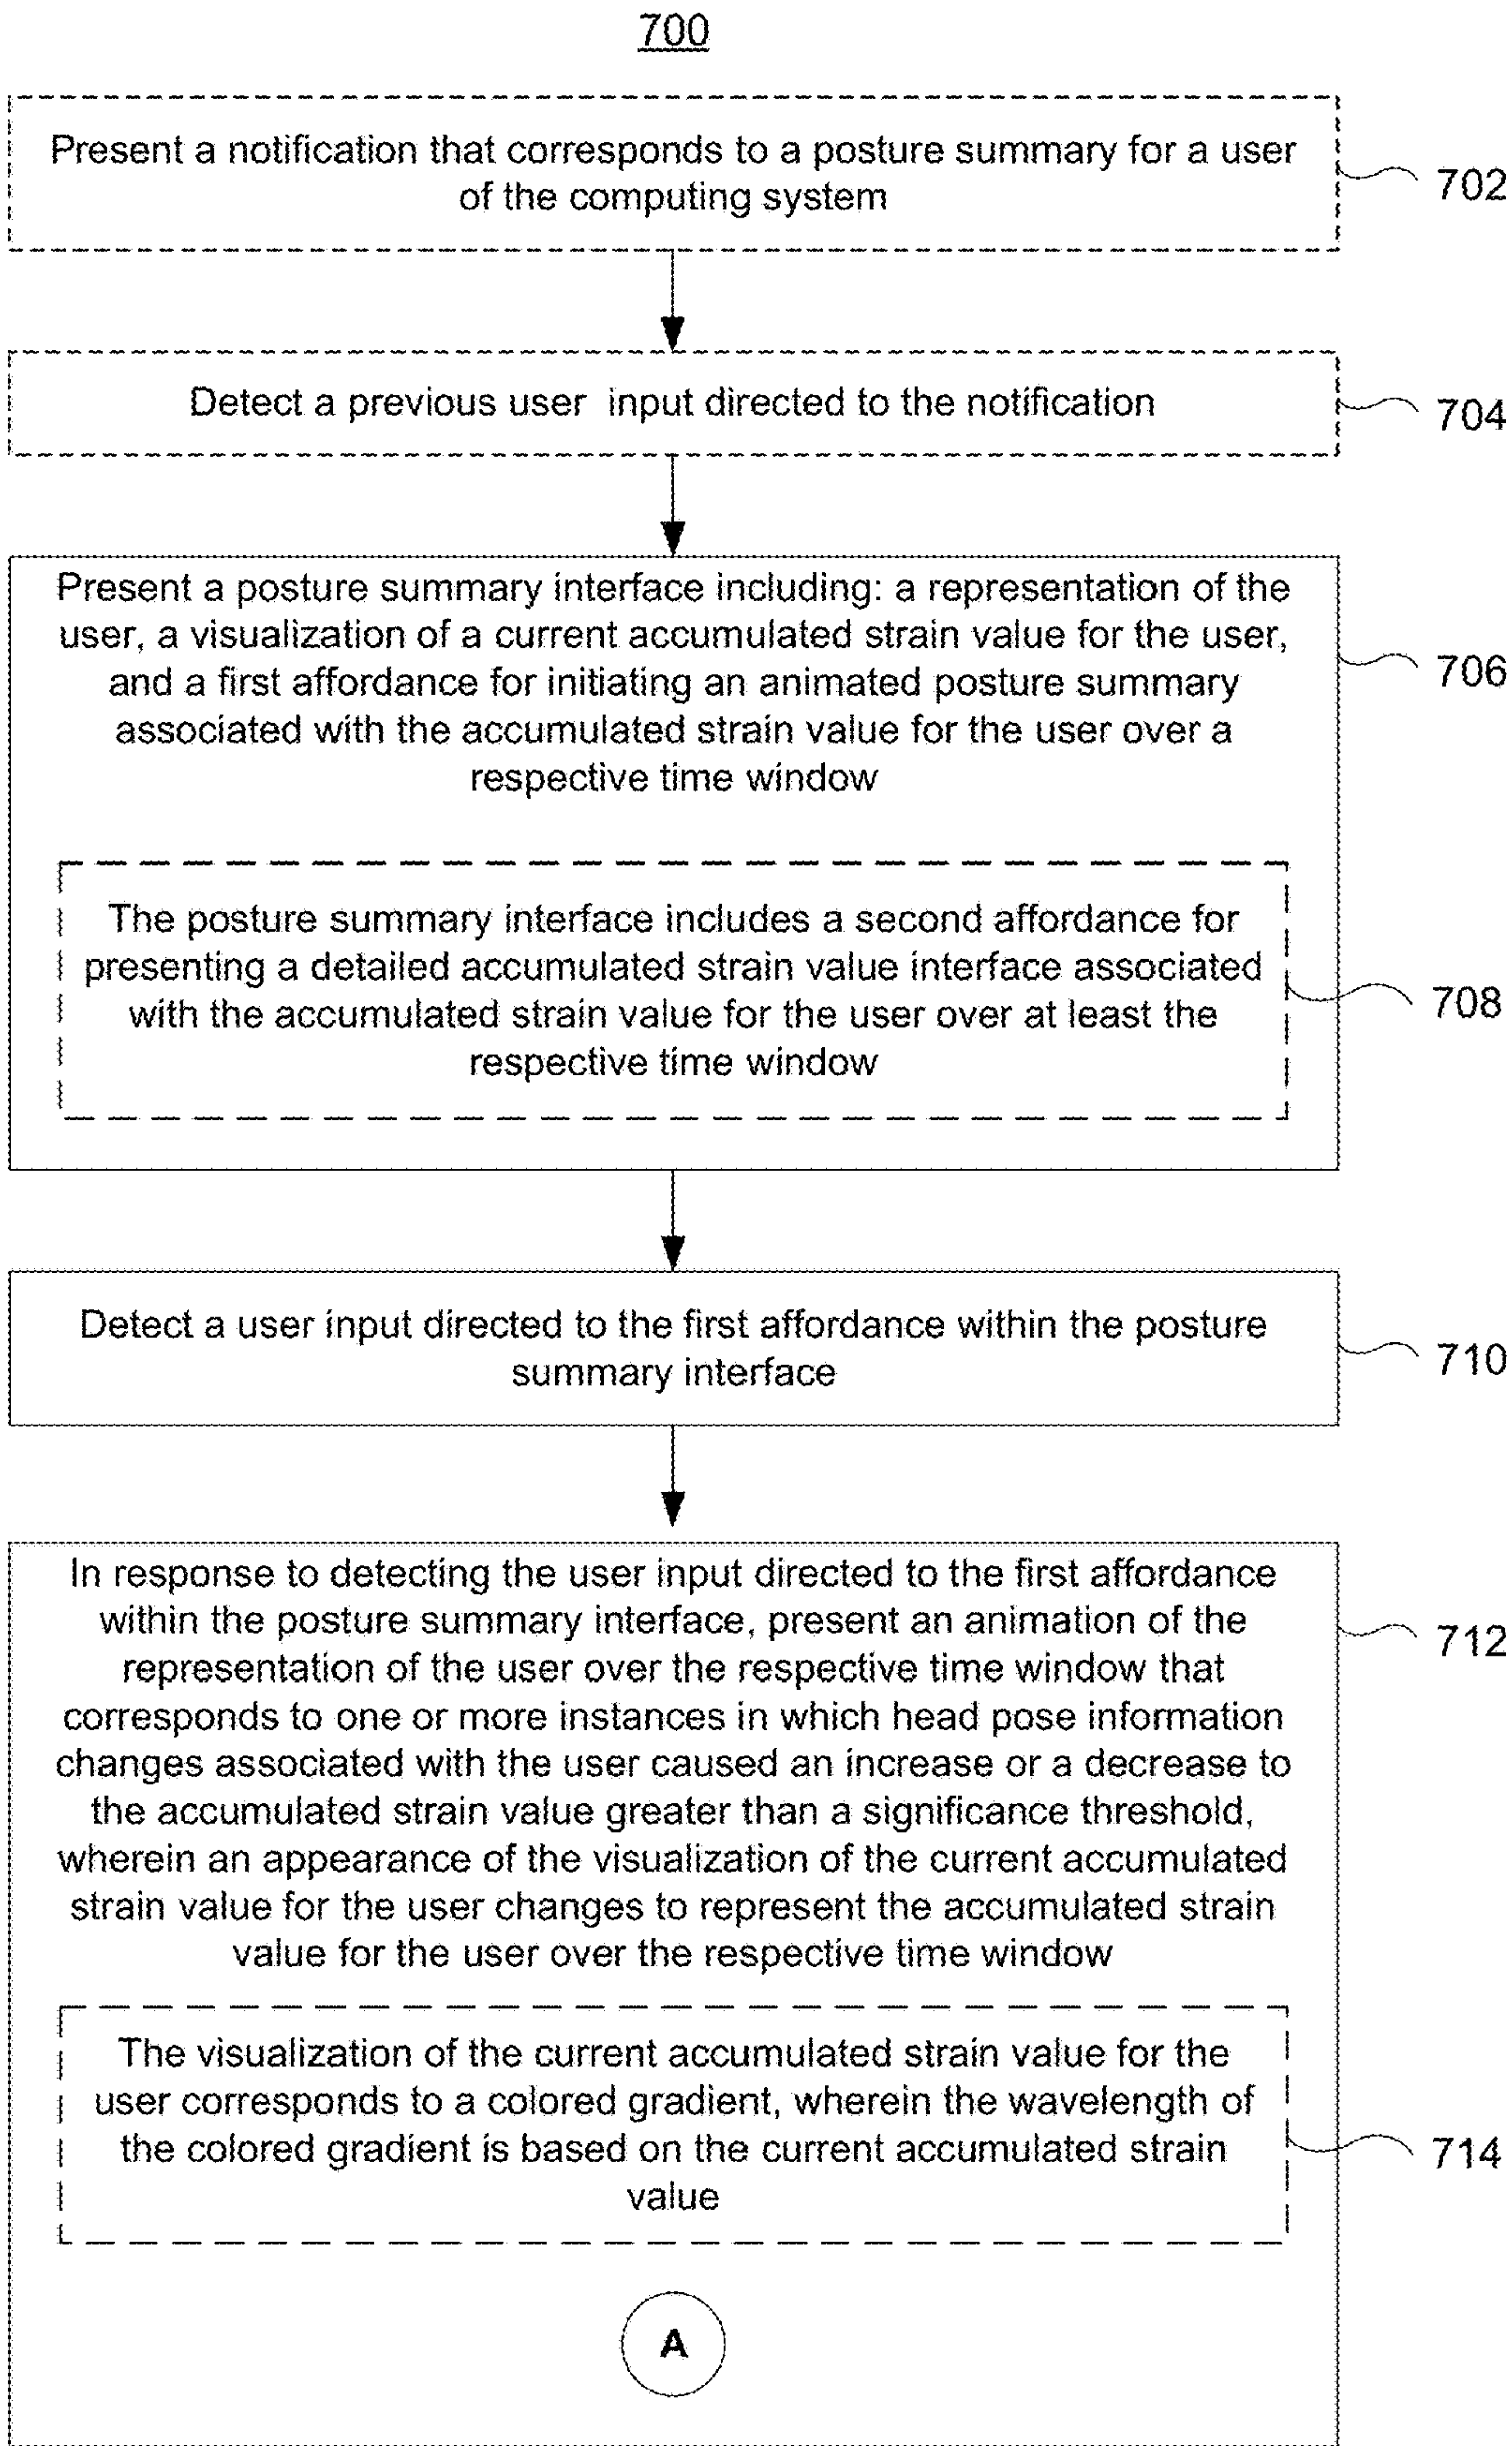 700
Present a notification that corresponds to a posture summary for a user
of the computing system
702
Detect a previous user input directed to the notification
704
Present a posture summary interface including: a representation of the
user, a visualization of a current accumulated strain value for the user,
and a first affordance for initiating an animated posture summary
associated with the accumulated strain value for the user over a
respective time window
706
The posture summary interface includes a second affordance for
presenting a detailed accumulated strain value interface associated
with the accumulated strain value for the user over at least the
respective time window
708
Detect a user input directed to the first affordance within the posture
summary interface
710
In response to detecting the user input directed to the first affordance
within the posture summary interface, present an animation of the
representation of the user over the respective time window that
corresponds to one or more instances in which head pose information
changes associated with the user caused an increase or a decrease to
the accumulated strain value greater than a significance threshold,
wherein an appearance of the visualization of the current accumulated
strain value for the user changes to represent the accumulated strain
value for the user over the respective time window
712
The visualization of the current accumulated strain value for the
user corresponds to a colored gradient, wherein the wavelength of
the colored gradient is based on the current accumulated strain
value
714
A